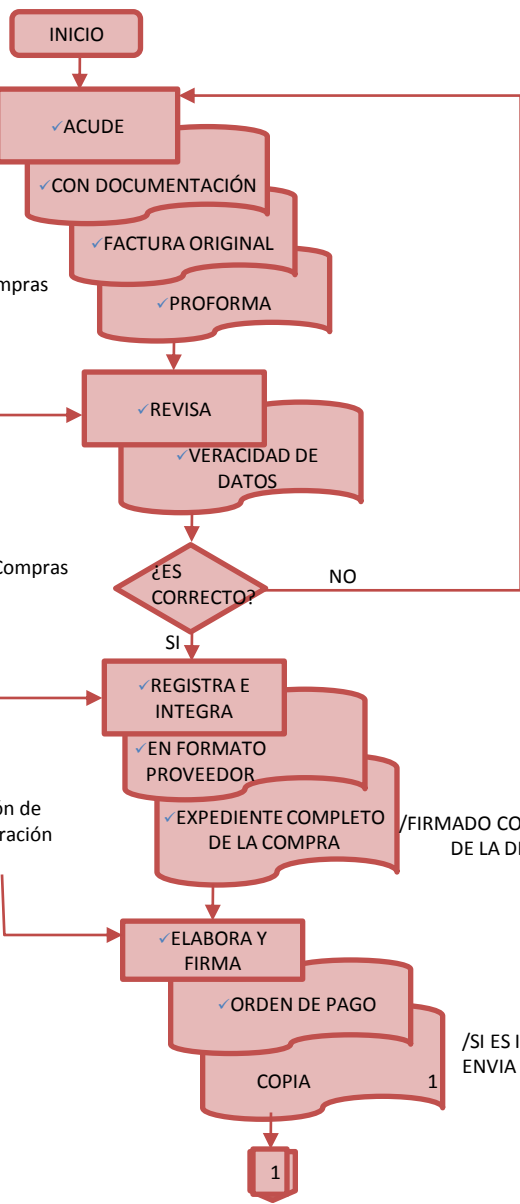 INICIO
✓ACUDE
✓CON DOCUMENTACIÓN
✓FACTURA ORIGINAL
mpras
✓PROFORMA
✓REVISA
✓VERACIDAD DE
DATOS
Compras
¿ES
CORRECTO?
NO
SI
✓REGISTRA E
INTEGRA
✓EN FORMATO
PROVEEDOR
ón de
ración
✓EXPEDIENTE COMPLETO
DE LA COMPRA
/FIRMADO CO
DE LA DI
✓ELABORA Y
FIRMA
✓ORDEN DE PAGO
/SI ES I
ENVIA
COPIA 1
1